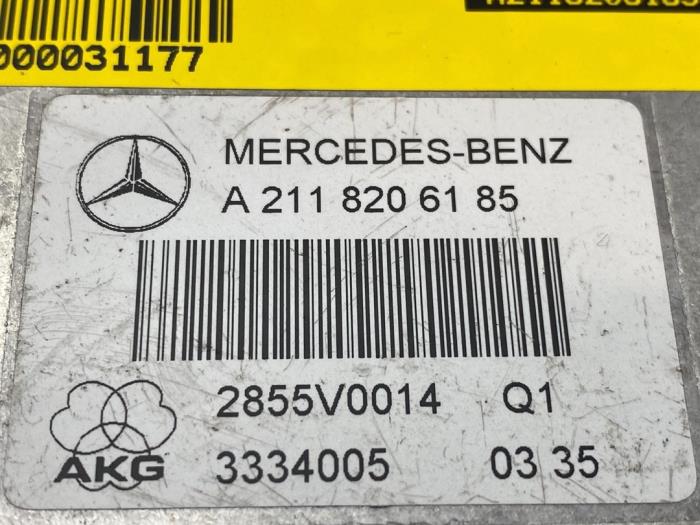 000031177
MERCEDES-BENZ
A 211 820 61 85
2855V0014 Q1
AKG
3334005 03 35